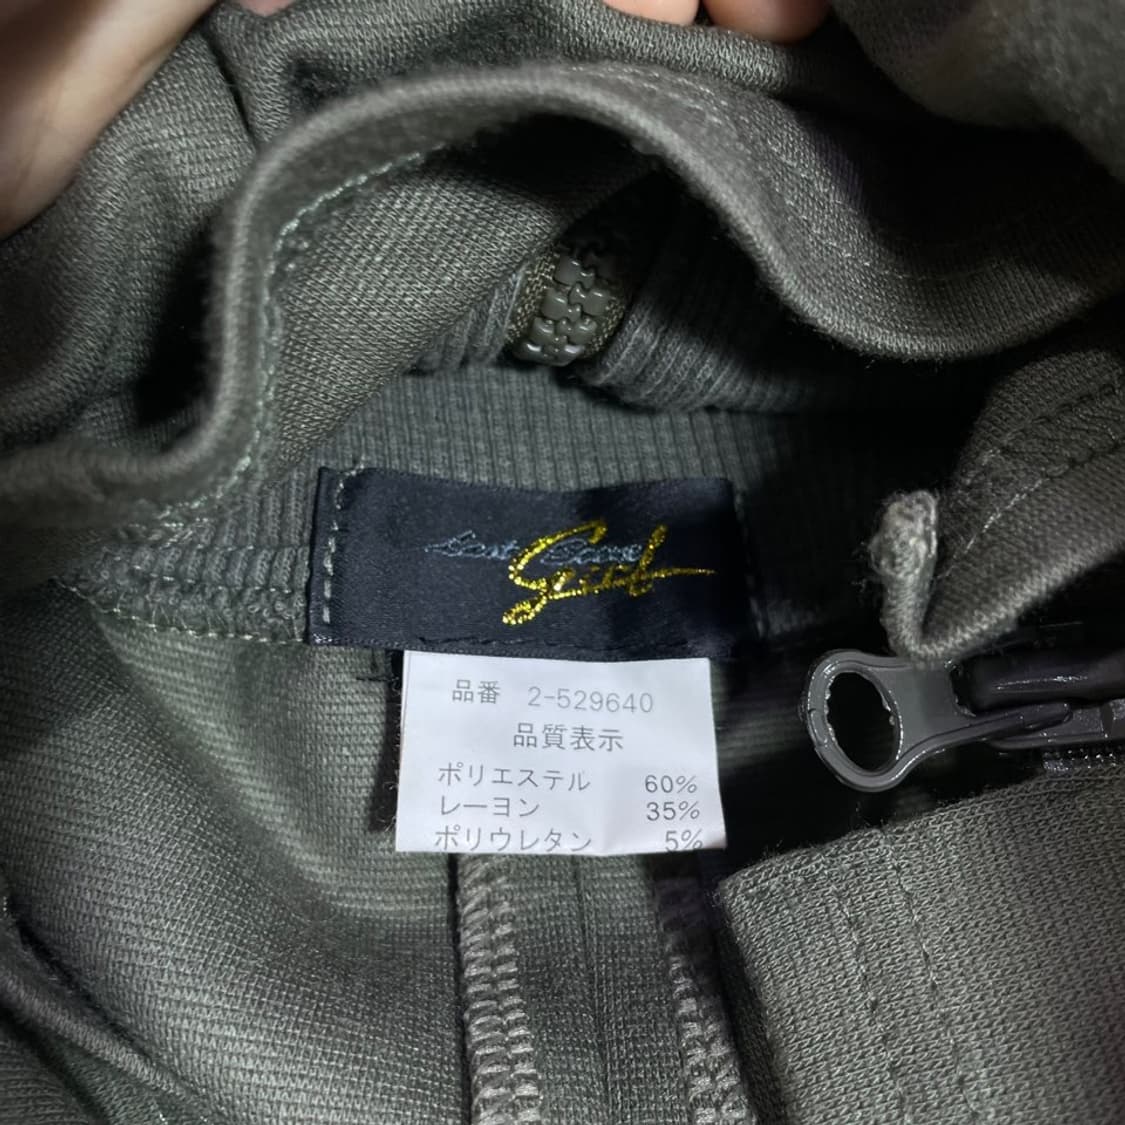 品番 2-529640
品質表示
ポリエステル 60%
レーヨン 35%
ポリウレタン 5%